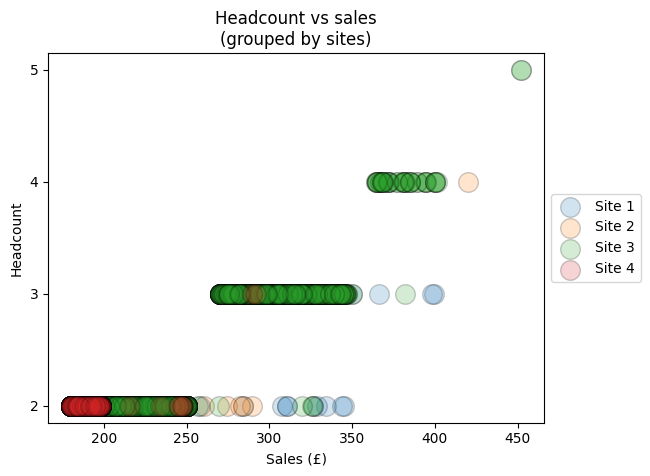 Headcount vs sales
(grouped by sites)
5
4
3
2
Headcount
200 250 300 350 400 450
Sales (£)
Site 1
Site 2
Site 3
Site 4